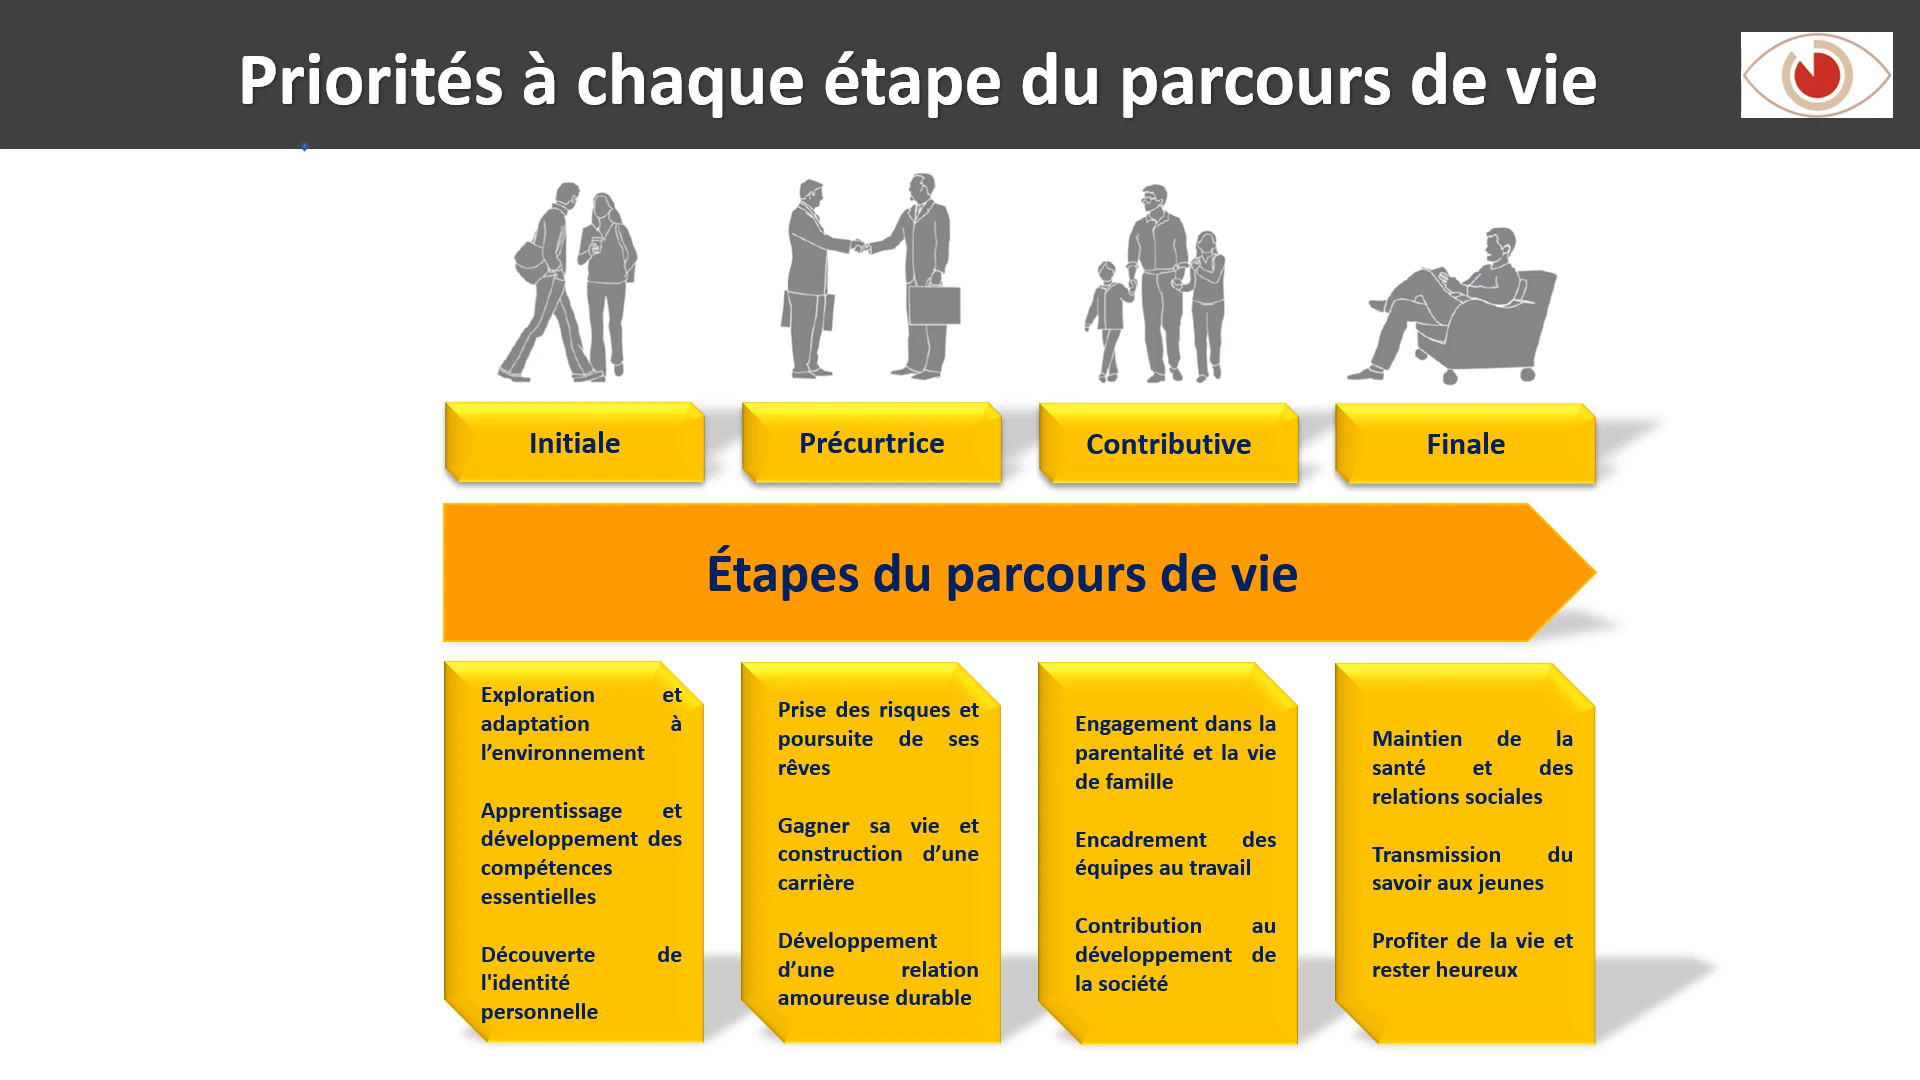 Priorités à chaque étape du parcours de vie
Initiale
Précurtrice
Contributive
Finale
Étapes du parcours de vie
Exploration et
adaptation à
l’environnement
Apprentissage et
développement des
compétences
essentielles
Découverte de
l'identité
personnelle
Prise des risques et
poursuite de ses
rêves
Gagner sa vie et
construction d’une
carrière
Développement
d’une relation
amoureuse durable
Engagement dans la
parentalité et la vie
de famille
Encadrement des
équipes au travail
Contribution au
développement de
la société
Maintien de la
santé et des
relations sociales
Transmission du
savoir aux jeunes
Profiter de la vie et
rester heureux